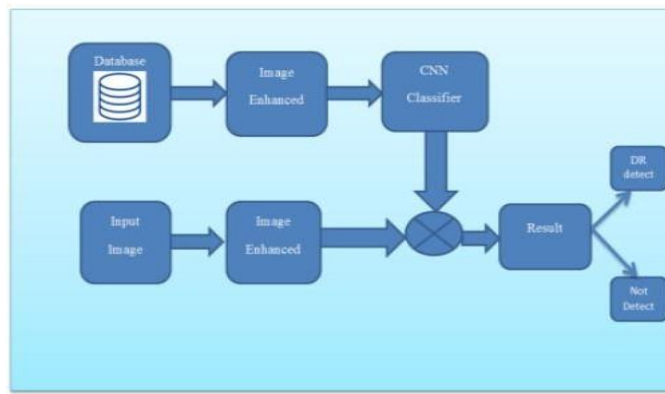 Database
Image
Enhanced
CNN
Classifier
Input
Image
Image
Enhanced
Result
DR
detect
Not
Detect